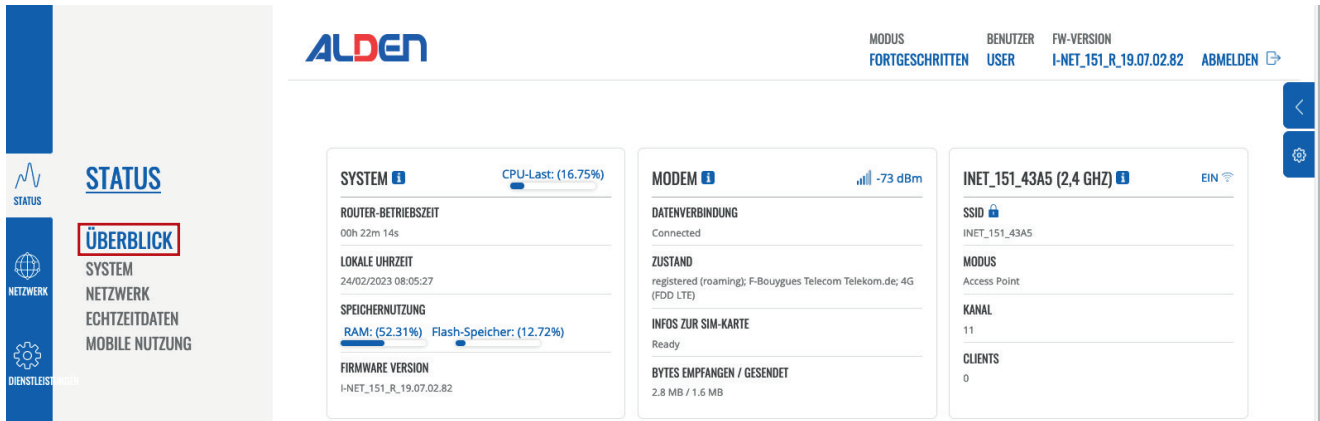 ALDEN
MODUS
FORTGESCHRITTEN
BENUTZER
USER
FW-VERSION
I-NET_151_R_19.07.02.82
ABMELDEN
STATUS
NETZWERK
DIENSTLEISTUNGEN
STATUS
ÜBERBLICK
SYSTEM
NETZWERK
ECHTZEITDATEN
MOBILE NUTZUNG
SYSTEM
CPU-Last: (16.75%)
ROUTER-BETRIEBSZEIT
00h 22m 14s
LOKALE UHRZEIT
24/02/2023 08:05:27
SPEICHERNUTZUNG
RAM: (52.31%) Flash-Speicher: (12.72%)
FIRMWARE VERSION
I-NET_151_R_19.07.02.82
MODEM
-73 dBm
DATENVERBINDUNG
Connected
ZUSTAND
registered (roaming); F-Bouygues Telecom Telekom.de; 4G
(FDD LTE)
INFOS ZUR SIM-KARTE
Ready
BYTES EMPFANGEN / GESENDET
2.8 MB / 1.6 MB
INET_151_43A5 (2,4 GHZ)
EIN
SSID
INET_151_43A5
MODUS
Access Point
KANAL
11
CLIENTS
0